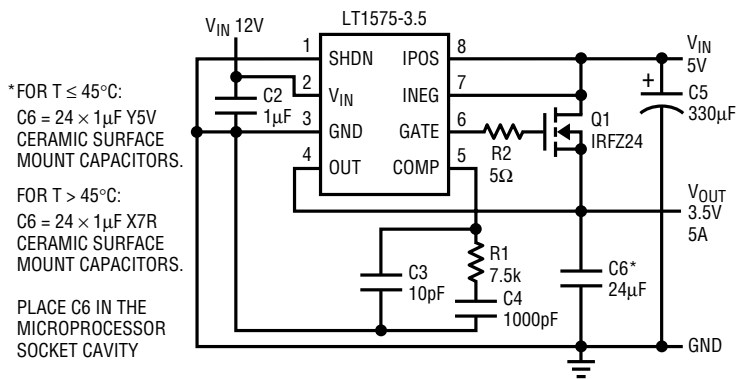 LT1575-3.5
V_IN 12V
1
SHDN
IPOS
8
V_IN
5V
*FOR T ≤ 45°C:
C6 = 24 × 1µF Y5V
CERAMIC SURFACE
MOUNT CAPACITORS.
FOR T > 45°C:
C6 = 24 × 1µF X7R
CERAMIC SURFACE
MOUNT CAPACITORS.
PLACE C6 IN THE
MICROPROCESSOR
SOCKET CAVITY
C2
1µF
2
V_IN
INEG
7
3
GND
GATE
6
4
OUT
COMP
5
R2
5Ω
Q1
IRFZ24
+
C5
330µF
V_OUT
3.5V
5A
C3
10pF
R1
7.5k
C4
1000pF
C6*
24µF
GND